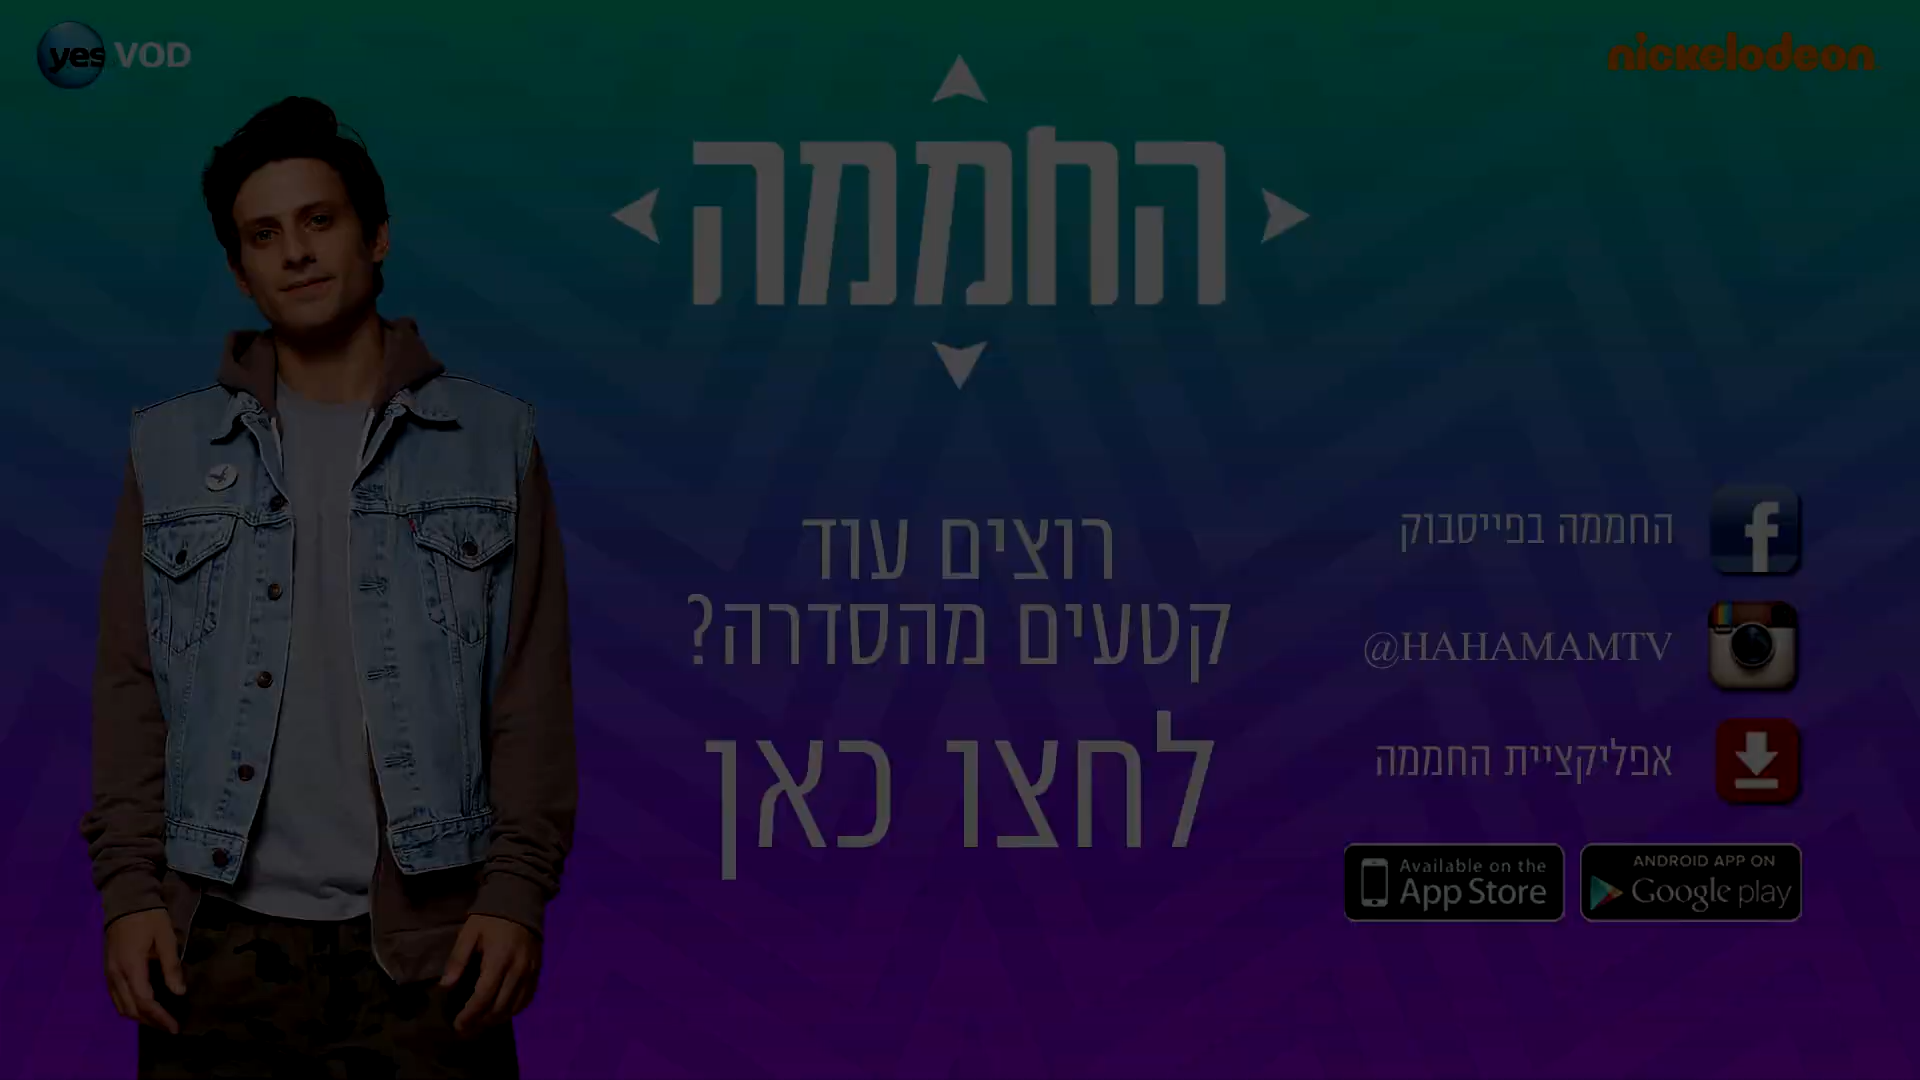 yes VOD
nickelodeon
החממה
רוצים עוד
קטעים מהסדרה?
לחצו כאן
החממה בפייסבוק
@HAHAMAMTV
אפליקציית החממה
Available on the
App Store
ANDROID APP ON
Google play